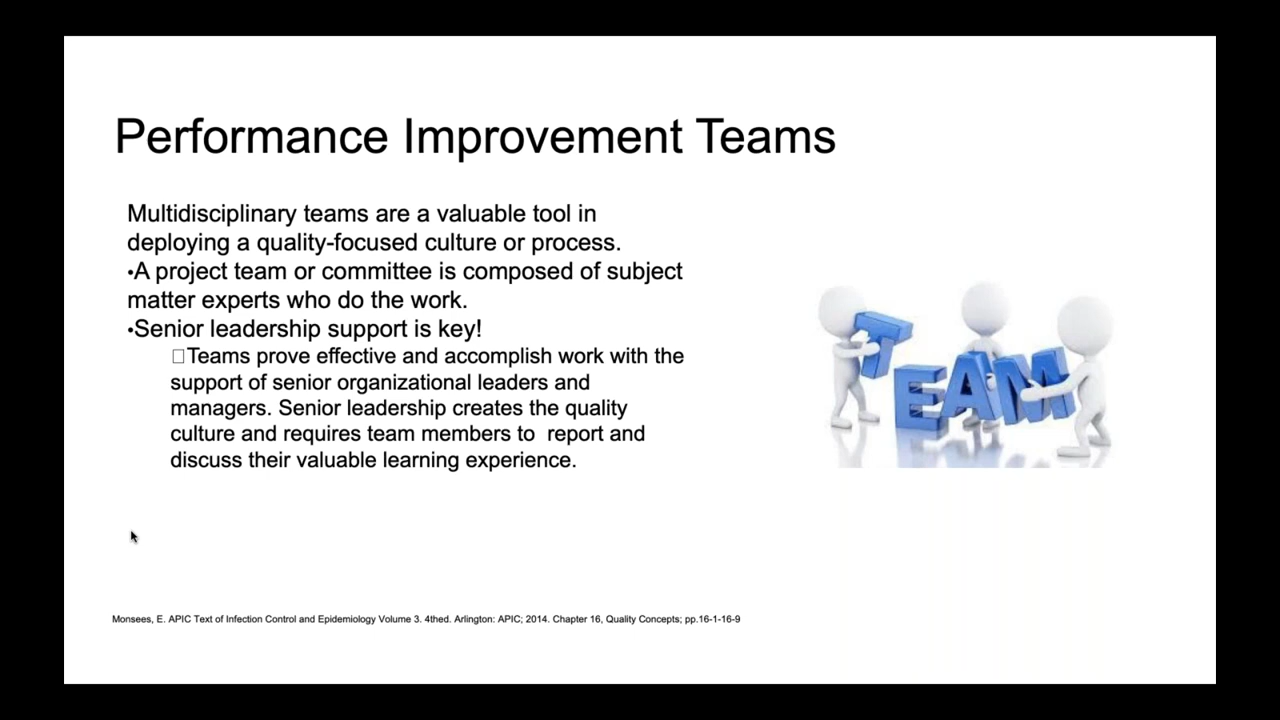 Performance Improvement Teams
Multidisciplinary teams are a valuable tool in
deploying a quality-focused culture or process.
•A project team or committee is composed of subject
matter experts who do the work.
•Senior leadership support is key!
□Teams prove effective and accomplish work with the
support of senior organizational leaders and
managers. Senior leadership creates the quality
culture and requires team members to  report and
discuss their valuable learning experience.
TEAM
Monsees, E. APIC Text of Infection Control and Epidemiology Volume 3. 4thed. Arlington: APIC; 2014. Chapter 16, Quality Concepts; pp.16-1-16-9